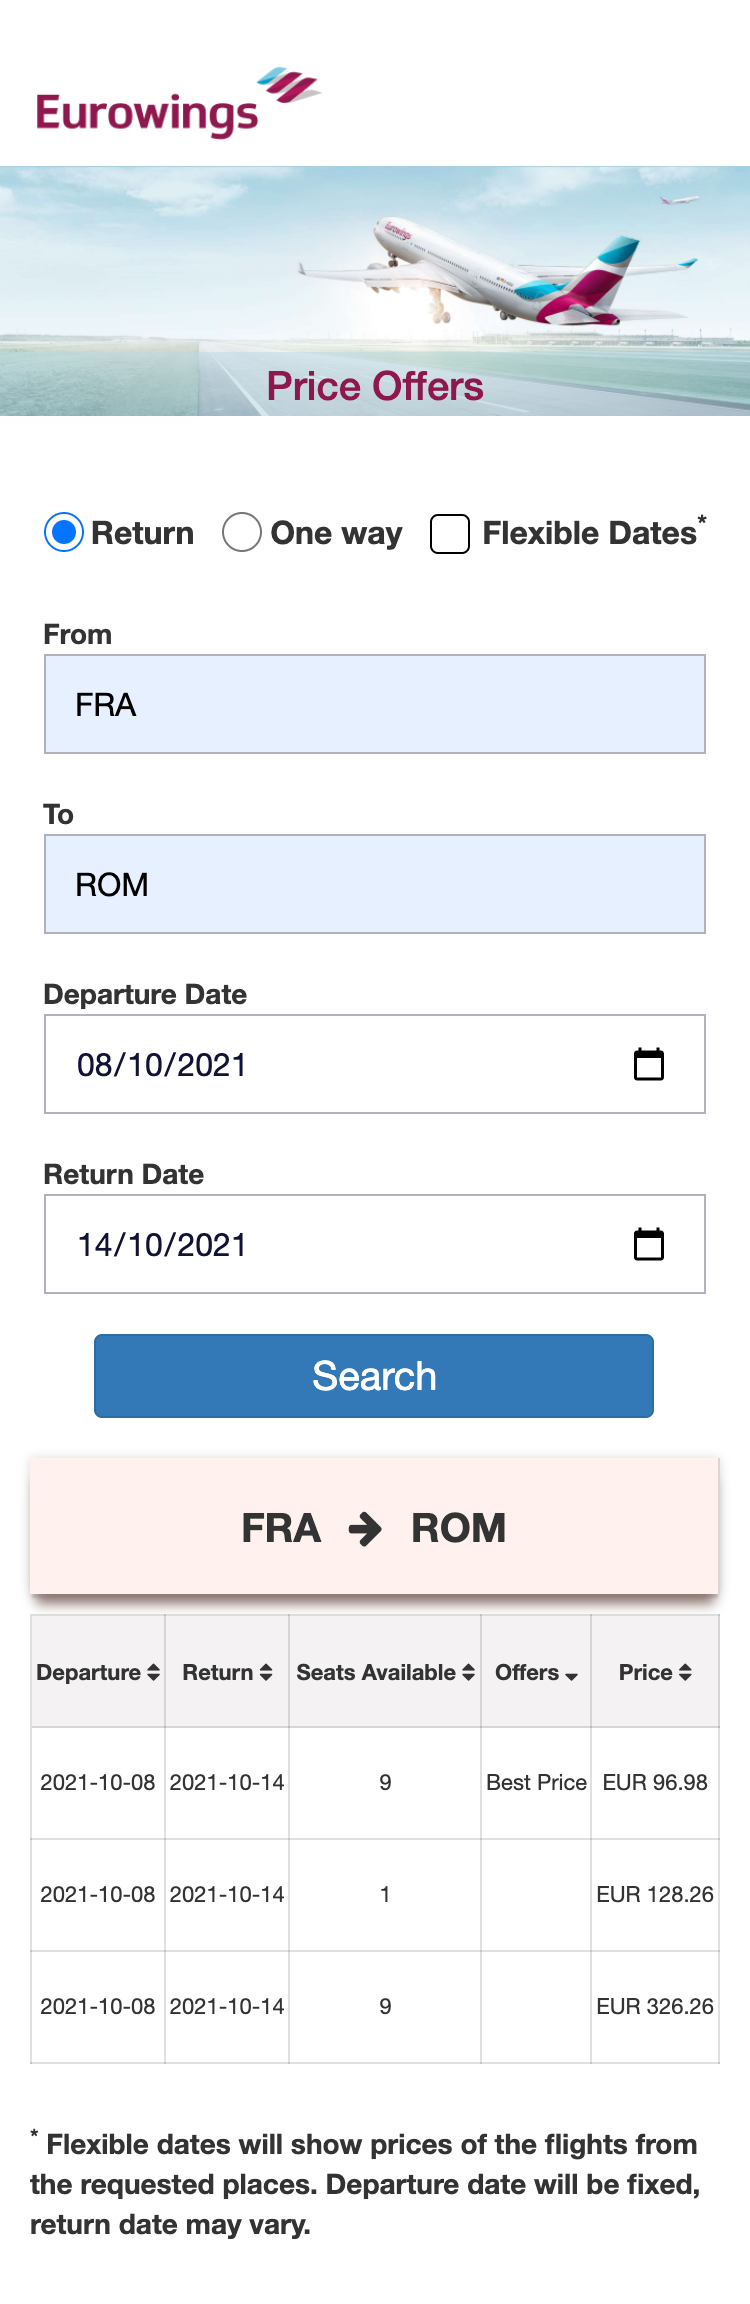 Eurowings
Eurowings
Price Offers
Return One way Flexible Dates*
From
FRA
To
ROM
Departure Date
08/10/2021
Return Date
14/10/2021
Search
FRA → ROM
Departure Return Seats Available Offers Price
2021-10-08 2021-10-14 9 Best Price EUR 96.98
2021-10-08 2021-10-14 1 EUR 128.26
2021-10-08 2021-10-14 9 EUR 326.26
* Flexible dates will show prices of the flights from
the requested places. Departure date will be fixed,
return date may vary.